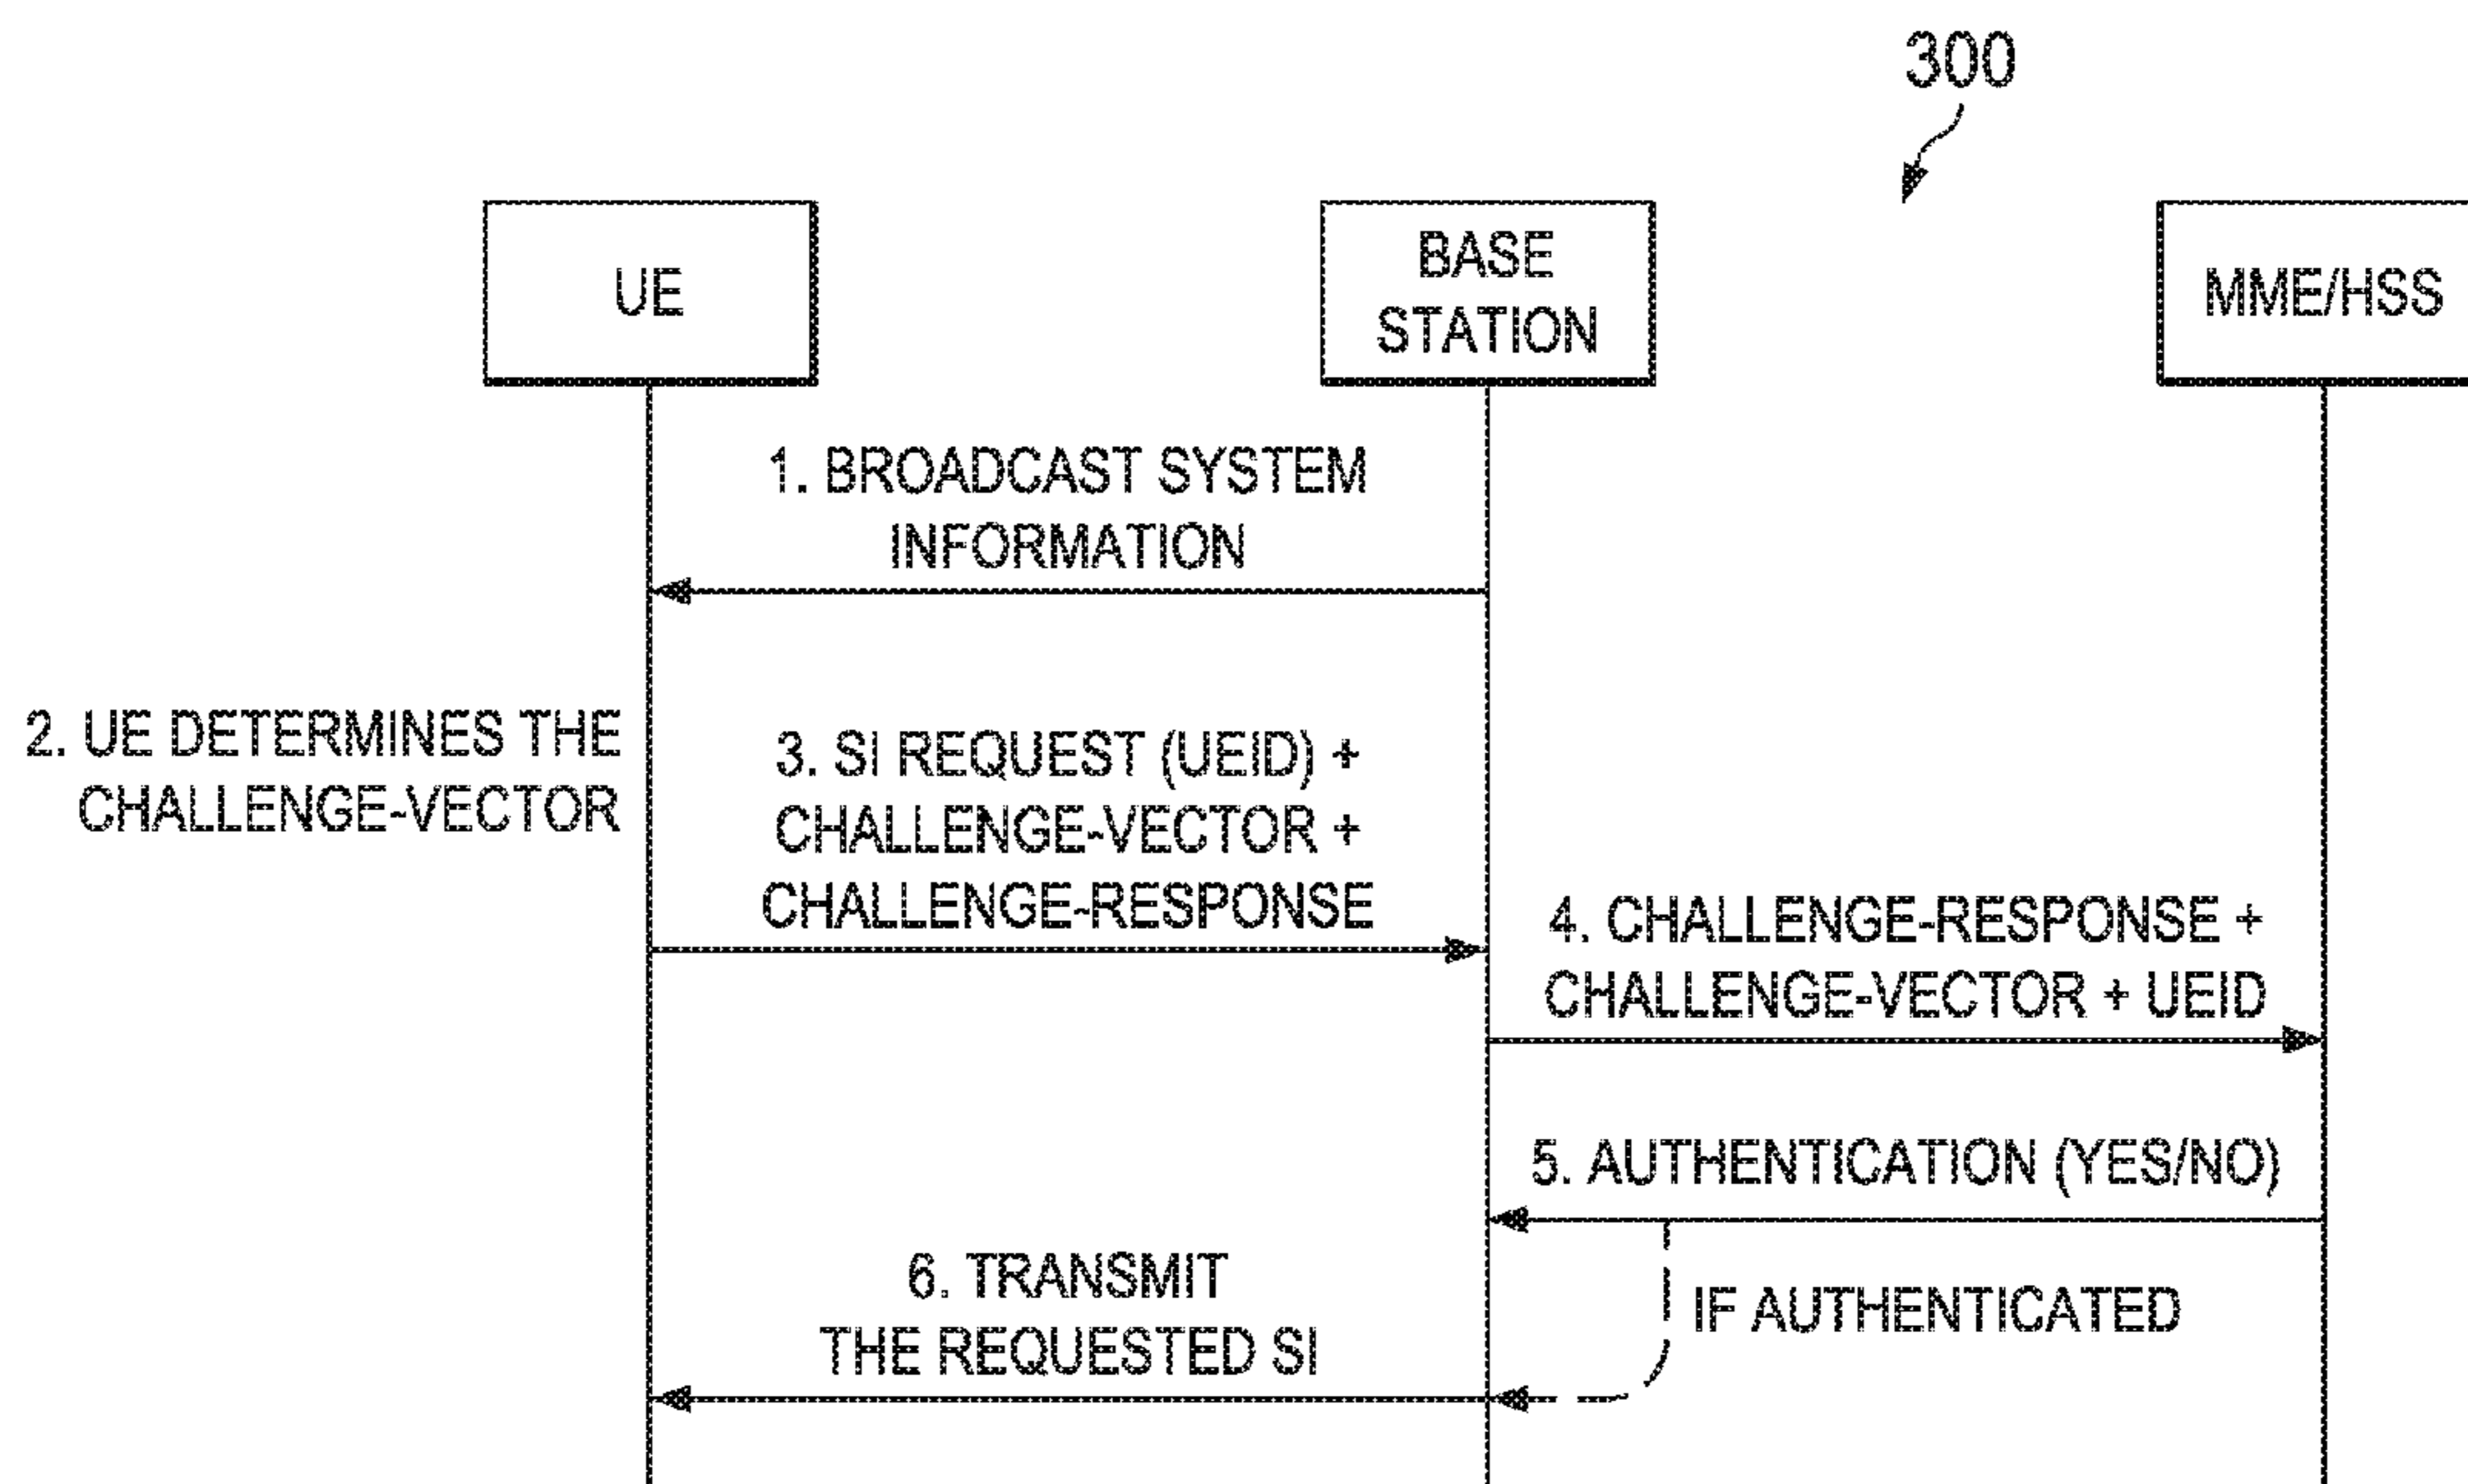 300
UE
BASE
STATION
MME/HSS
1. BROADCAST SYSTEM
INFORMATION
2. UE DETERMINES THE
CHALLENGE-VECTOR
3. SI REQUEST (UEID) +
CHALLENGE-VECTOR +
CHALLENGE-RESPONSE
4. CHALLENGE-RESPONSE +
CHALLENGE-VECTOR + UEID
5. AUTHENTICATION (YES/NO)
6. TRANSMIT
THE REQUESTED SI
IF AUTHENTICATED